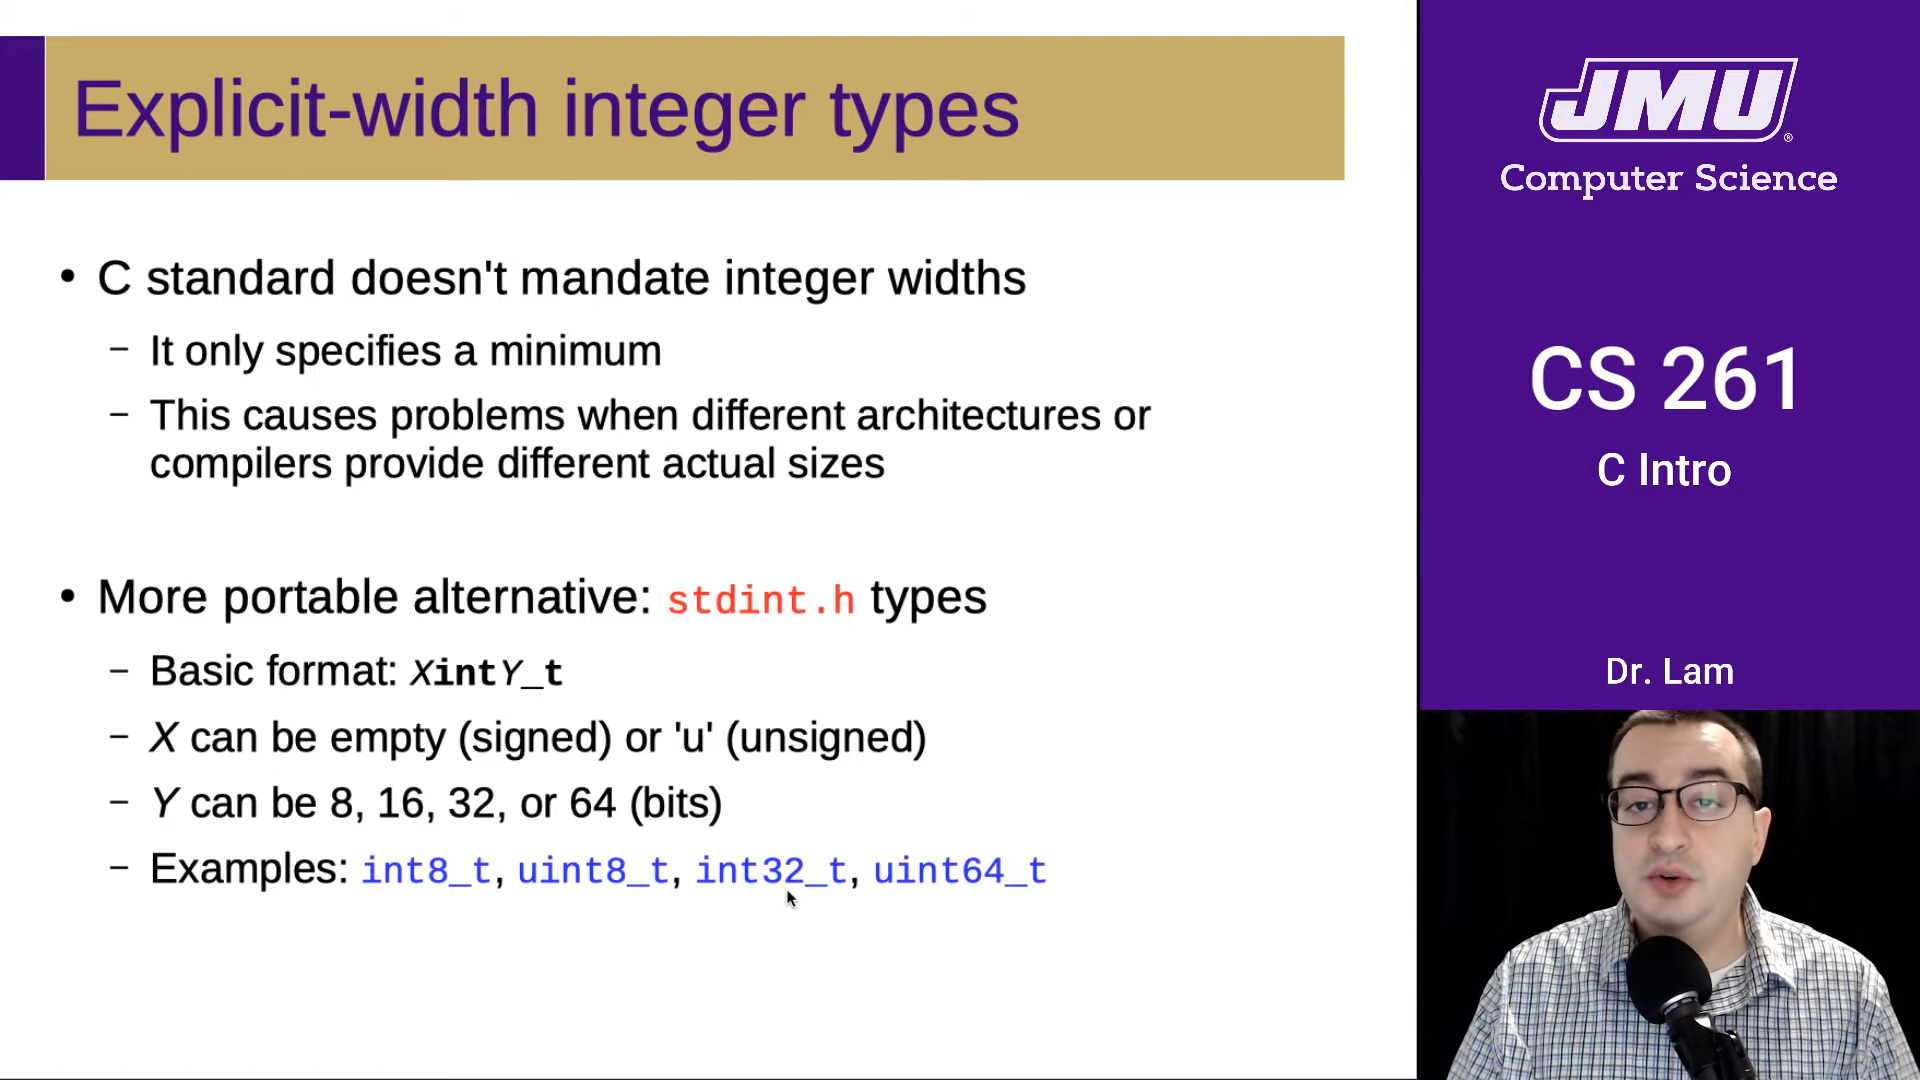 Explicit-width integer types
• C standard doesn't mandate integer widths
– It only specifies a minimum
– This causes problems when different architectures or
compilers provide different actual sizes
• More portable alternative: stdint.h types
– Basic format: XintY_t
– X can be empty (signed) or 'u' (unsigned)
– Y can be 8, 16, 32, or 64 (bits)
– Examples: int8_t, uint8_t, int32_t, uint64_t
JMU®
Computer Science
CS 261
C Intro
Dr. Lam